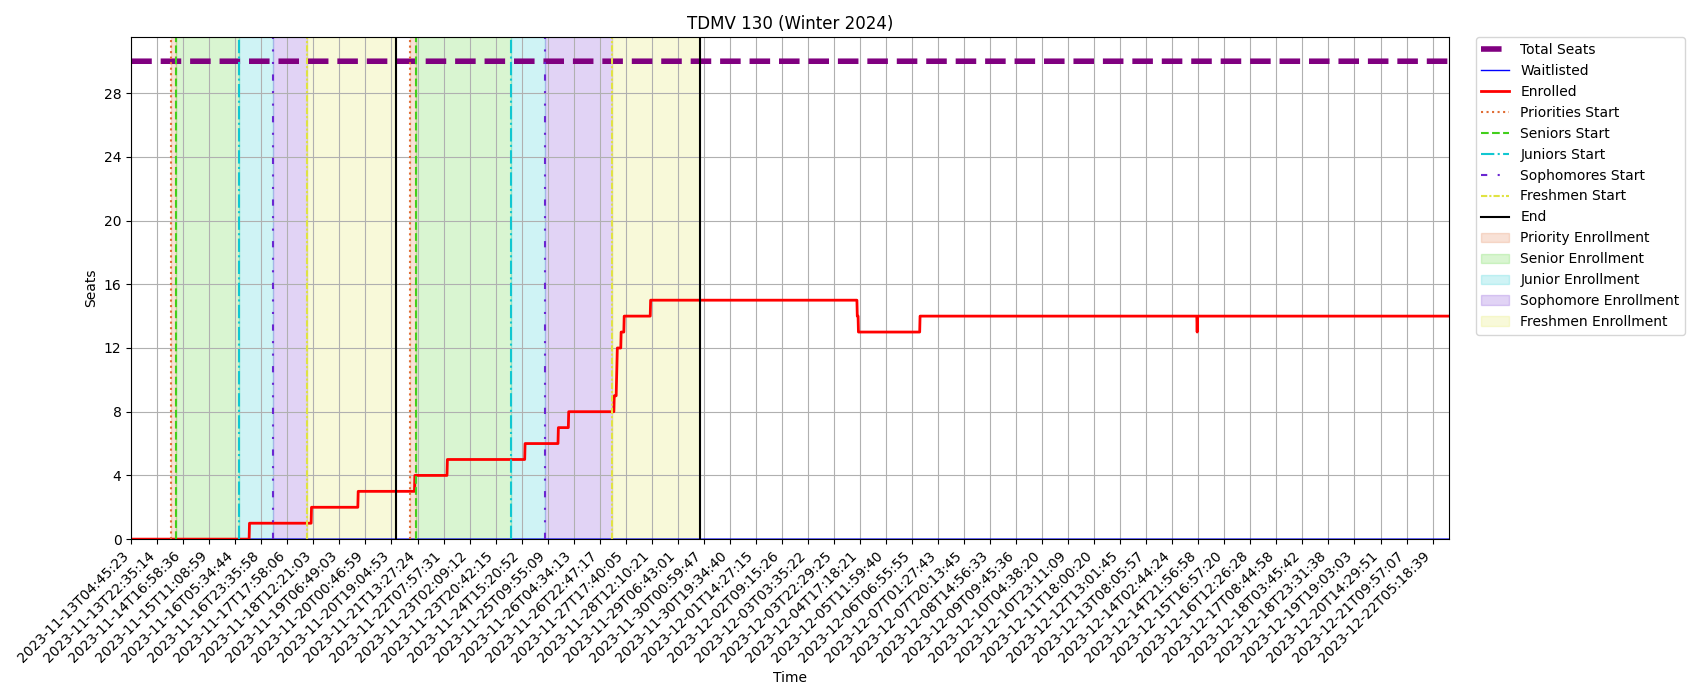 TDMV 130 (Winter 2024)
Seats
28
24
20
16
12
8
4
0
2023-11-13T04:45:23
2023-11-13T22:35:14
2023-11-14T16:58:36
2023-11-15T11:08:59
2023-11-16T05:34:44
2023-11-16T23:35:58
2023-11-17T17:58:06
2023-11-18T12:21:03
2023-11-19T06:49:03
2023-11-20T00:46:59
2023-11-20T19:04:53
2023-11-21T13:27:24
2023-11-22T07:57:31
2023-11-23T02:09:12
2023-11-23T20:42:15
2023-11-24T15:20:52
2023-11-25T09:55:09
2023-11-26T04:34:13
2023-11-26T22:47:17
2023-11-27T17:40:05
2023-11-28T12:10:21
2023-11-29T06:43:01
2023-11-30T00:59:47
2023-11-30T19:34:40
2023-12-01T14:27:15
2023-12-02T09:15:26
2023-12-03T03:35:22
2023-12-03T22:29:25
2023-12-04T17:18:21
2023-12-05T11:59:40
2023-12-06T06:55:55
2023-12-07T01:27:43
2023-12-07T20:13:45
2023-12-08T14:56:33
2023-12-09T09:45:36
2023-12-10T04:38:20
2023-12-10T23:11:09
2023-12-11T18:00:20
2023-12-12T13:01:45
2023-12-13T08:05:57
2023-12-14T02:44:24
2023-12-14T21:56:58
2023-12-15T16:57:20
2023-12-16T12:26:28
2023-12-17T08:44:58
2023-12-18T03:45:42
2023-12-18T23:31:38
2023-12-19T19:03:03
2023-12-20T14:29:51
2023-12-21T09:57:07
2023-12-22T05:18:39
Time
Total Seats
Waitlisted
Enrolled
Priorities Start
Seniors Start
Juniors Start
Sophomores Start
Freshmen Start
End
Priority Enrollment
Senior Enrollment
Junior Enrollment
Sophomore Enrollment
Freshmen Enrollment